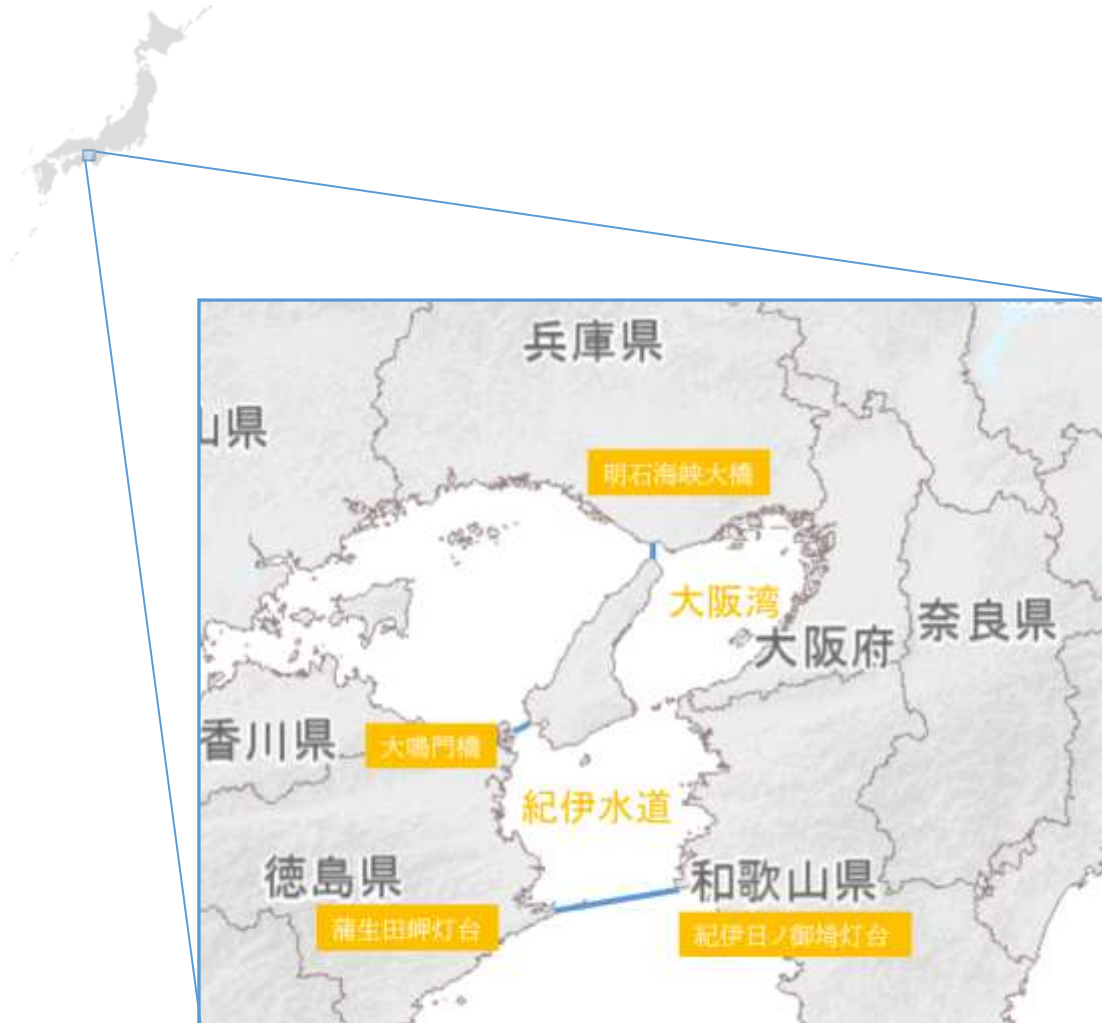 兵庫県
山県
明石海峡大橋
大阪湾
奈良県
大阪府
香川県
大鳴門橋
紀伊水道
徳島県
和歌山県
蒲生田岬灯台
紀伊日ノ御埼灯台